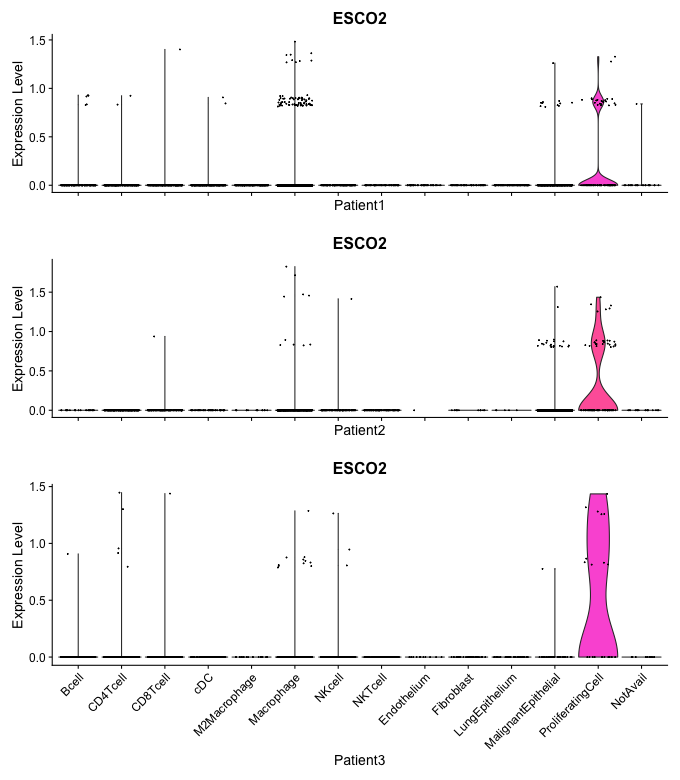 ESCO2
Expression Level
1.5
1.0
0.5
0.0
Patient1
ESCO2
Expression Level
1.5
1.0
0.5
0.0
Patient2
ESCO2
Expression Level
1.5
1.0
0.5
0.0
Bcell
CD4Tcell
CD8Tcell
cDC
M2Macrophage
Macrophage
NKcell
NKTcell
Endothelium
Fibroblast
LungEpithelium
MalignantEpithelial
ProliferatingCell
NotAvail
Patient3